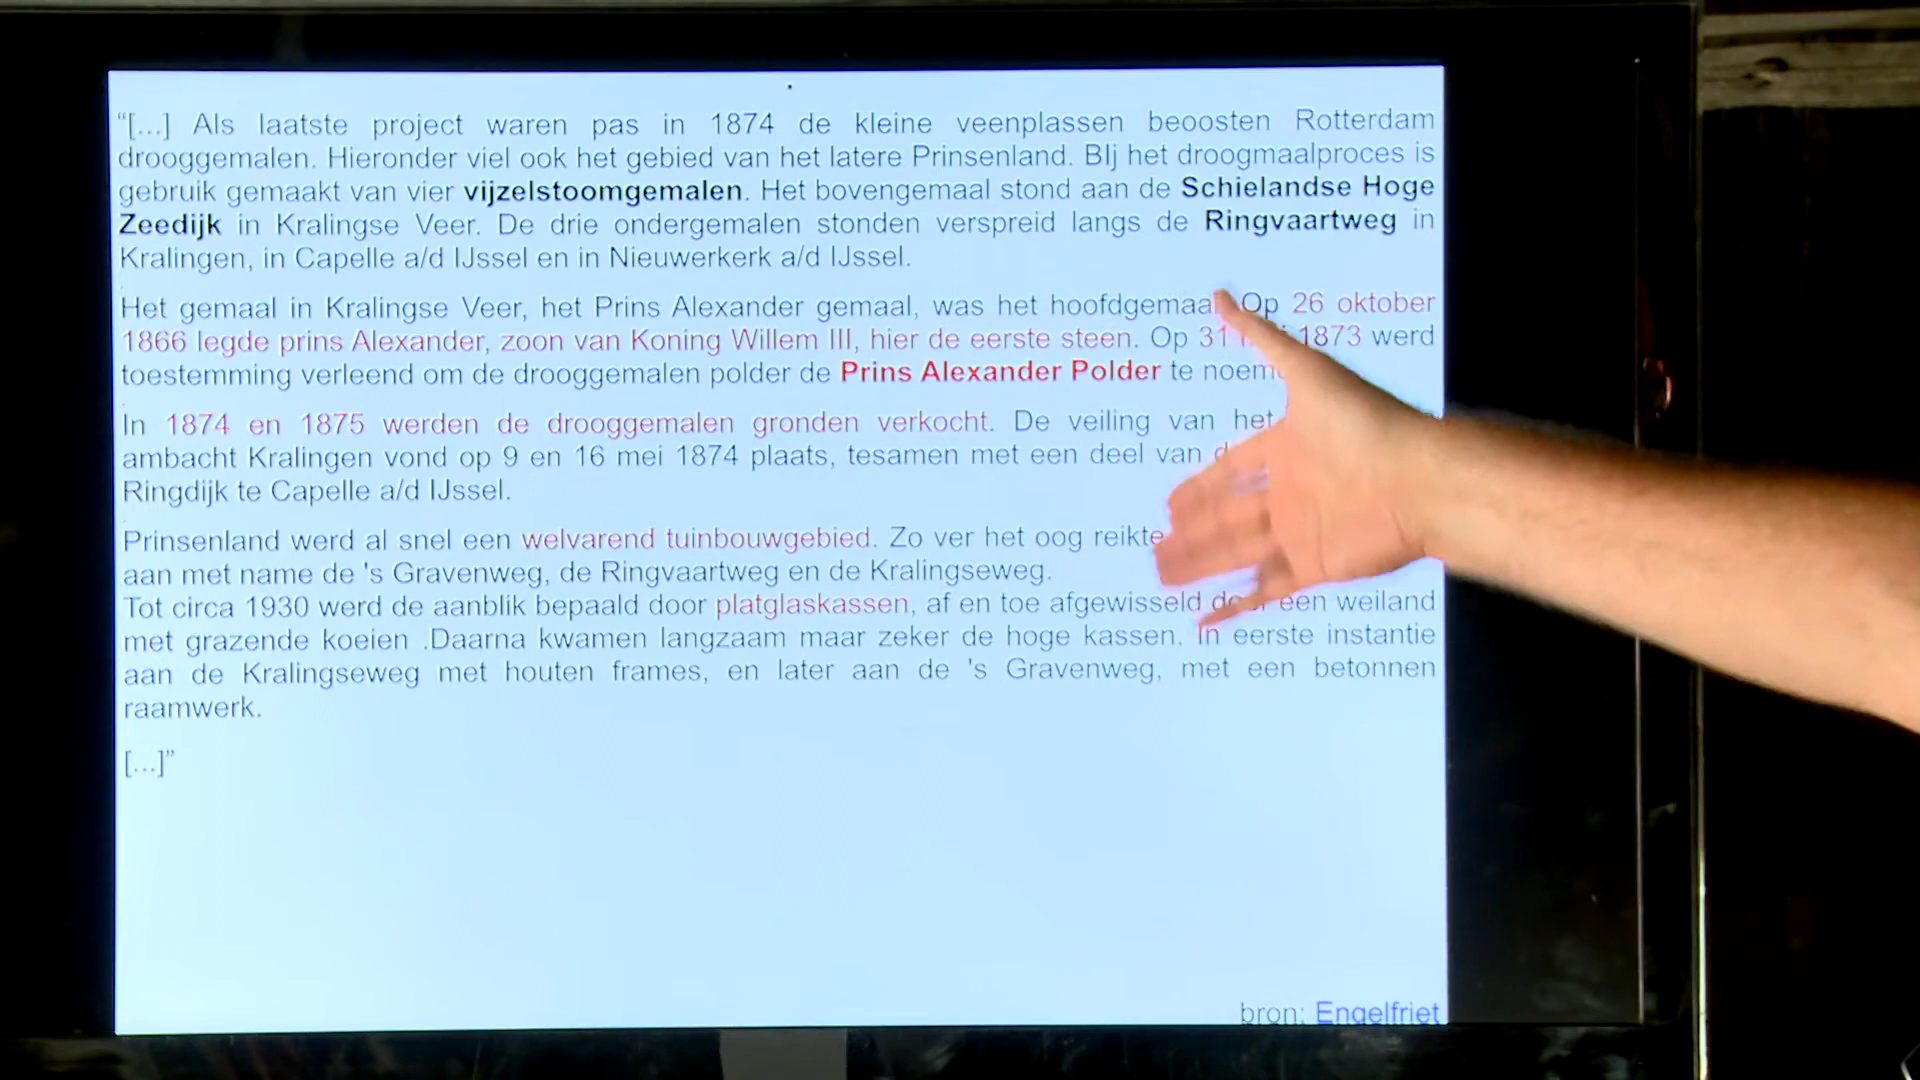 “[...] Als laatste project waren pas in 1874 de kleine veenplassen beoosten Rotterdam
drooggemalen. Hieronder viel ook het gebied van het latere Prinsenland. BIj het droogmaalproces is
gebruik gemaakt van vier vijzelstoomgemalen. Het bovengemaal stond aan de Schielandse Hoge
Zeedijk in Kralingse Veer. De drie ondergemalen stonden verspreid langs de Ringvaartweg in
Kralingen, in Capelle a/d IJssel en in Nieuwerkerk a/d IJssel.
Het gemaal in Kralingse Veer, het Prins Alexander gemaal, was het Op 26 oktober
1866 legde prins Alexander, zoon van Koning Willem III, hier de eerste steen. Op 31 1873 werd
toestemming verleend om de drooggemalen polder de Prins Alexander Polder te
In 1874 en 1875 werden de drooggemalen gronden verkocht. De veiling van het
ambacht Kralingen vond op 9 en 16 mei 1874 plaats, tesamen met een deel van
Ringdijk te Capelle a/d IJssel.
Prinsenland werd al snel een welvarend tuinbouwgebied. Zo ver het oog reikte
aan met name de 's Gravenweg, de Ringvaartweg en de Kralingseweg.
Tot circa 1930 werd de aanblik bepaald door platglaskassen, af en toe afgewisseld een weiland
met grazende koeien .Daarna kwamen langzaam maar zeker de hoge kassen. In eerste instantie
aan de Kralingseweg met houten frames, en later aan de 's Gravenweg, met een betonnen
raamwerk.
[...]”
bron: Engelfriet